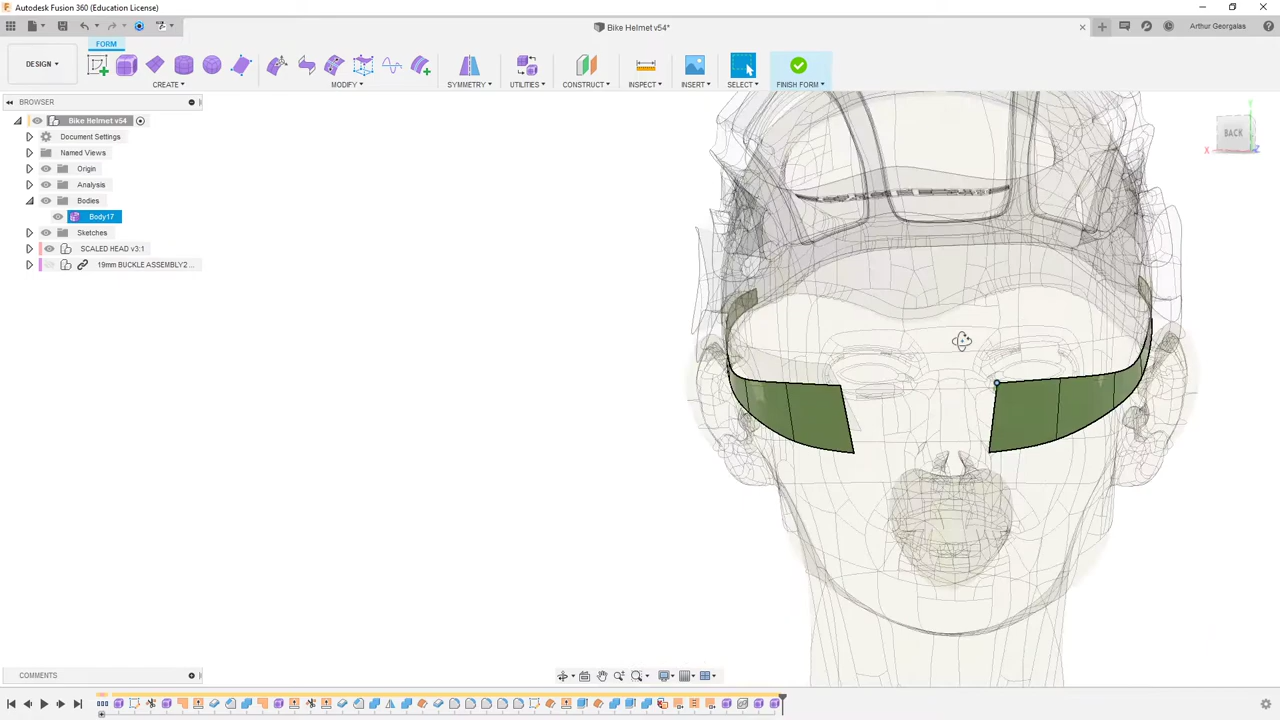 Autodesk Fusion 360 (Education License)
Bike Helmet v54*
Arthur Georgalas
FORM
DESIGN
CREATE
MODIFY
SYMMETRY
UTILITIES
CONSTRUCT
INSPECT
INSERT
SELECT
FINISH FORM
BROWSER
Bike Helmet v54
Document Settings
Named Views
Origin
Analysis
Bodies
Body17
Sketches
SCALED HEAD v3:1
19mm BUCKLE ASSEMBLY2 ...
BACK
X
Y
Z
COMMENTS